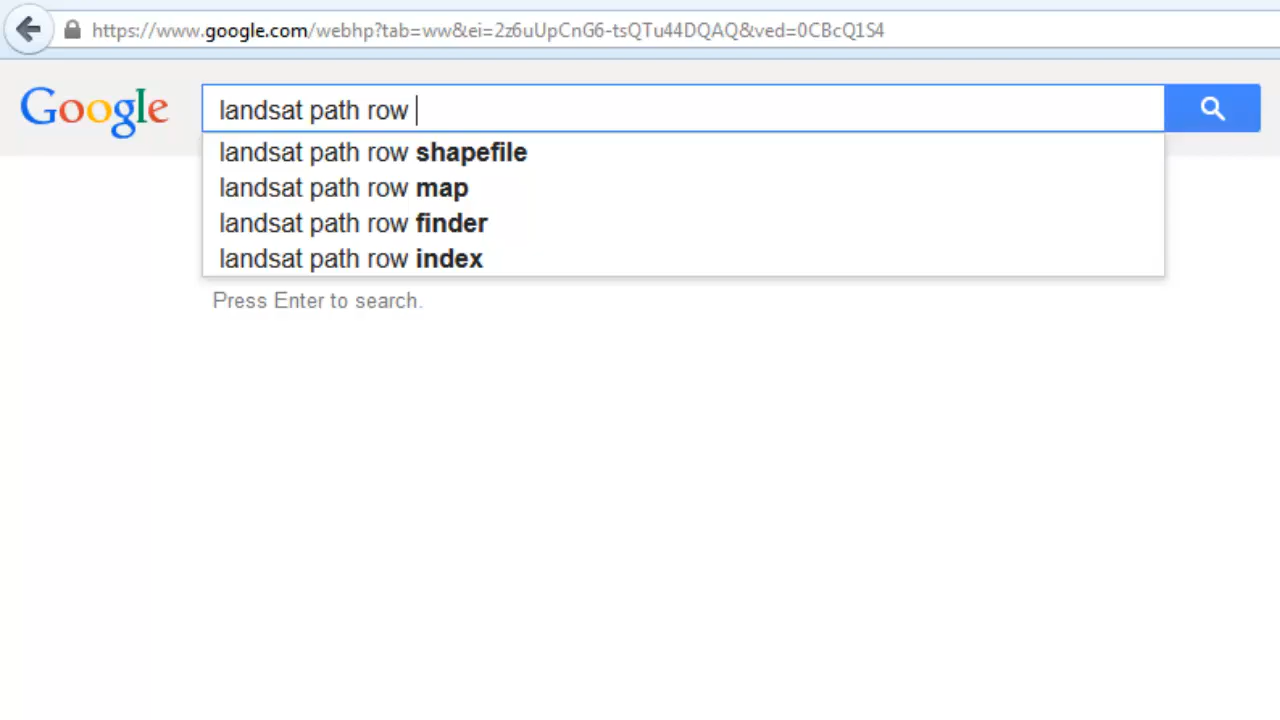 https://www.google.com/webhp?tab=ww&ei=2z6uUpCnG6-tsQTu44DQAQ&ved=0CBcQ1S4
Google
landsat path row
landsat path row shapefile
landsat path row map
landsat path row finder
landsat path row index
Press Enter to search.